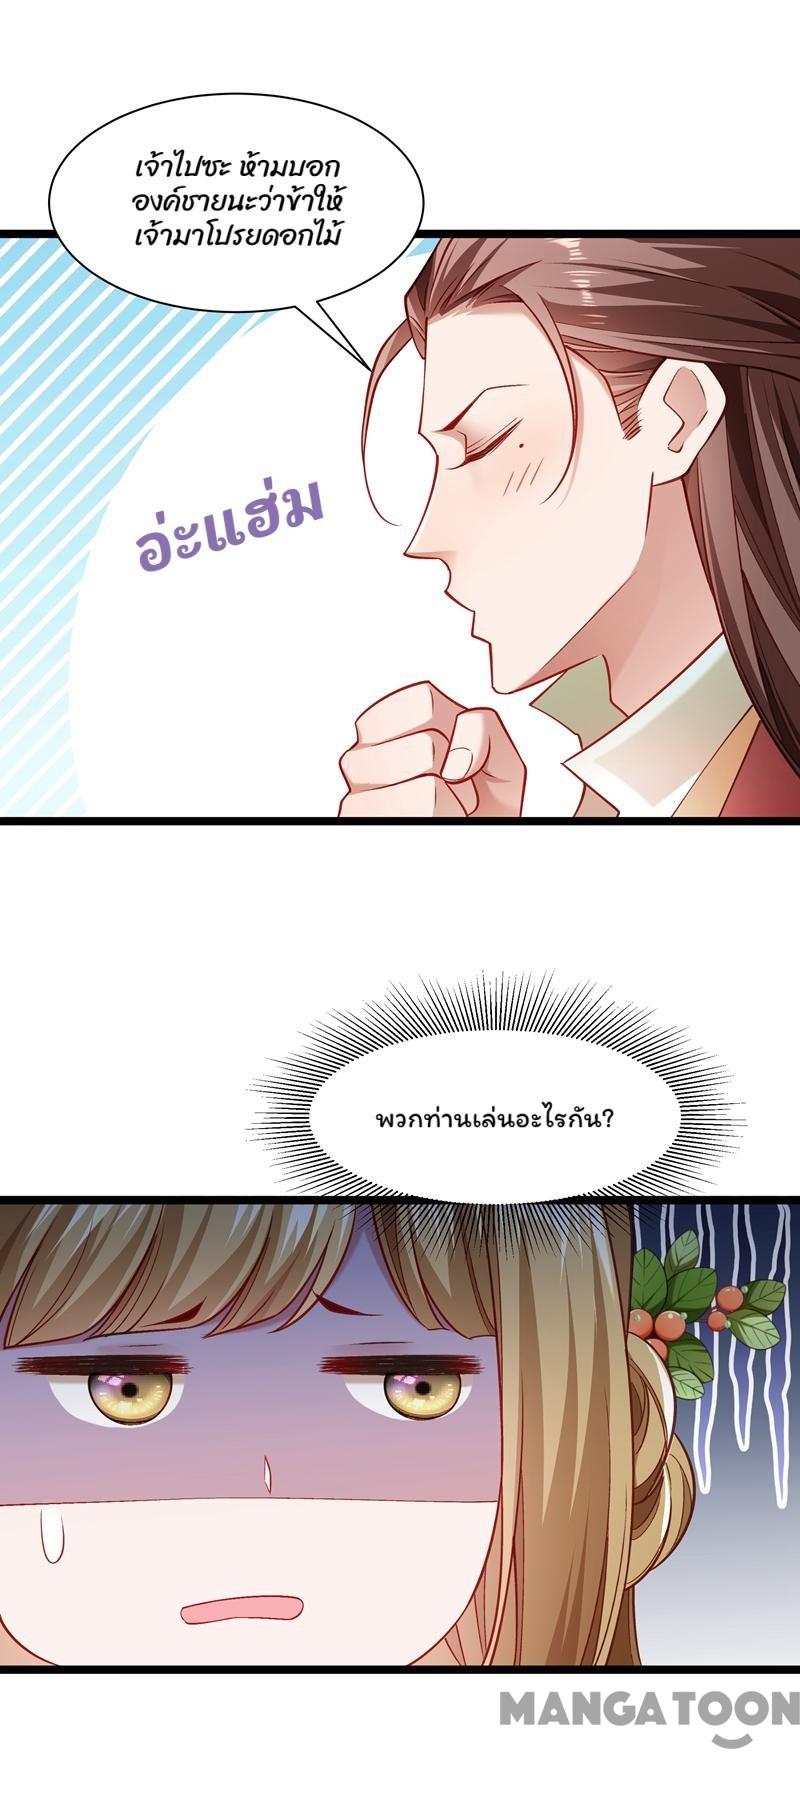 เจ้าไปซะ ห้ามบอก
องค์ชายนะว่าข้าให้
เจ้ามาโปรยดอกไม้
อ่ะแฮ่ม
พวกท่านเล่นอะไรกัน?
MANGATOON